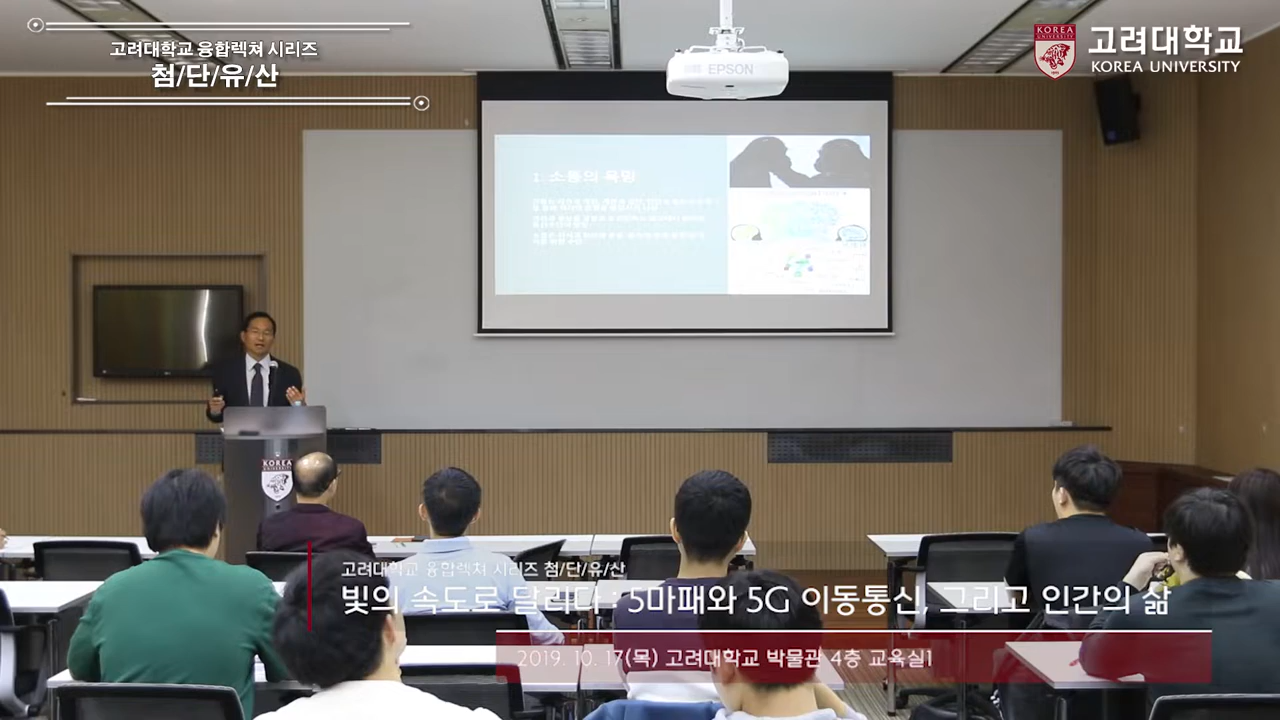 고려대학교 융합렉쳐 시리즈
첨/단/유/산
KOREA
UNIVERSITY
고려대학교
KOREA UNIVERSITY
EPSON
1. 소통의 욕망
KOREA
UNIVERSITY
고려대학교 융합렉쳐 시리즈 첨/단/유/산
빛의 속도로 달리다 : 5마패와 5G 이동통신, 그리고 인간의 삶
2019. 10. 17(목) 고려대학교 박물관 4층 교육실1